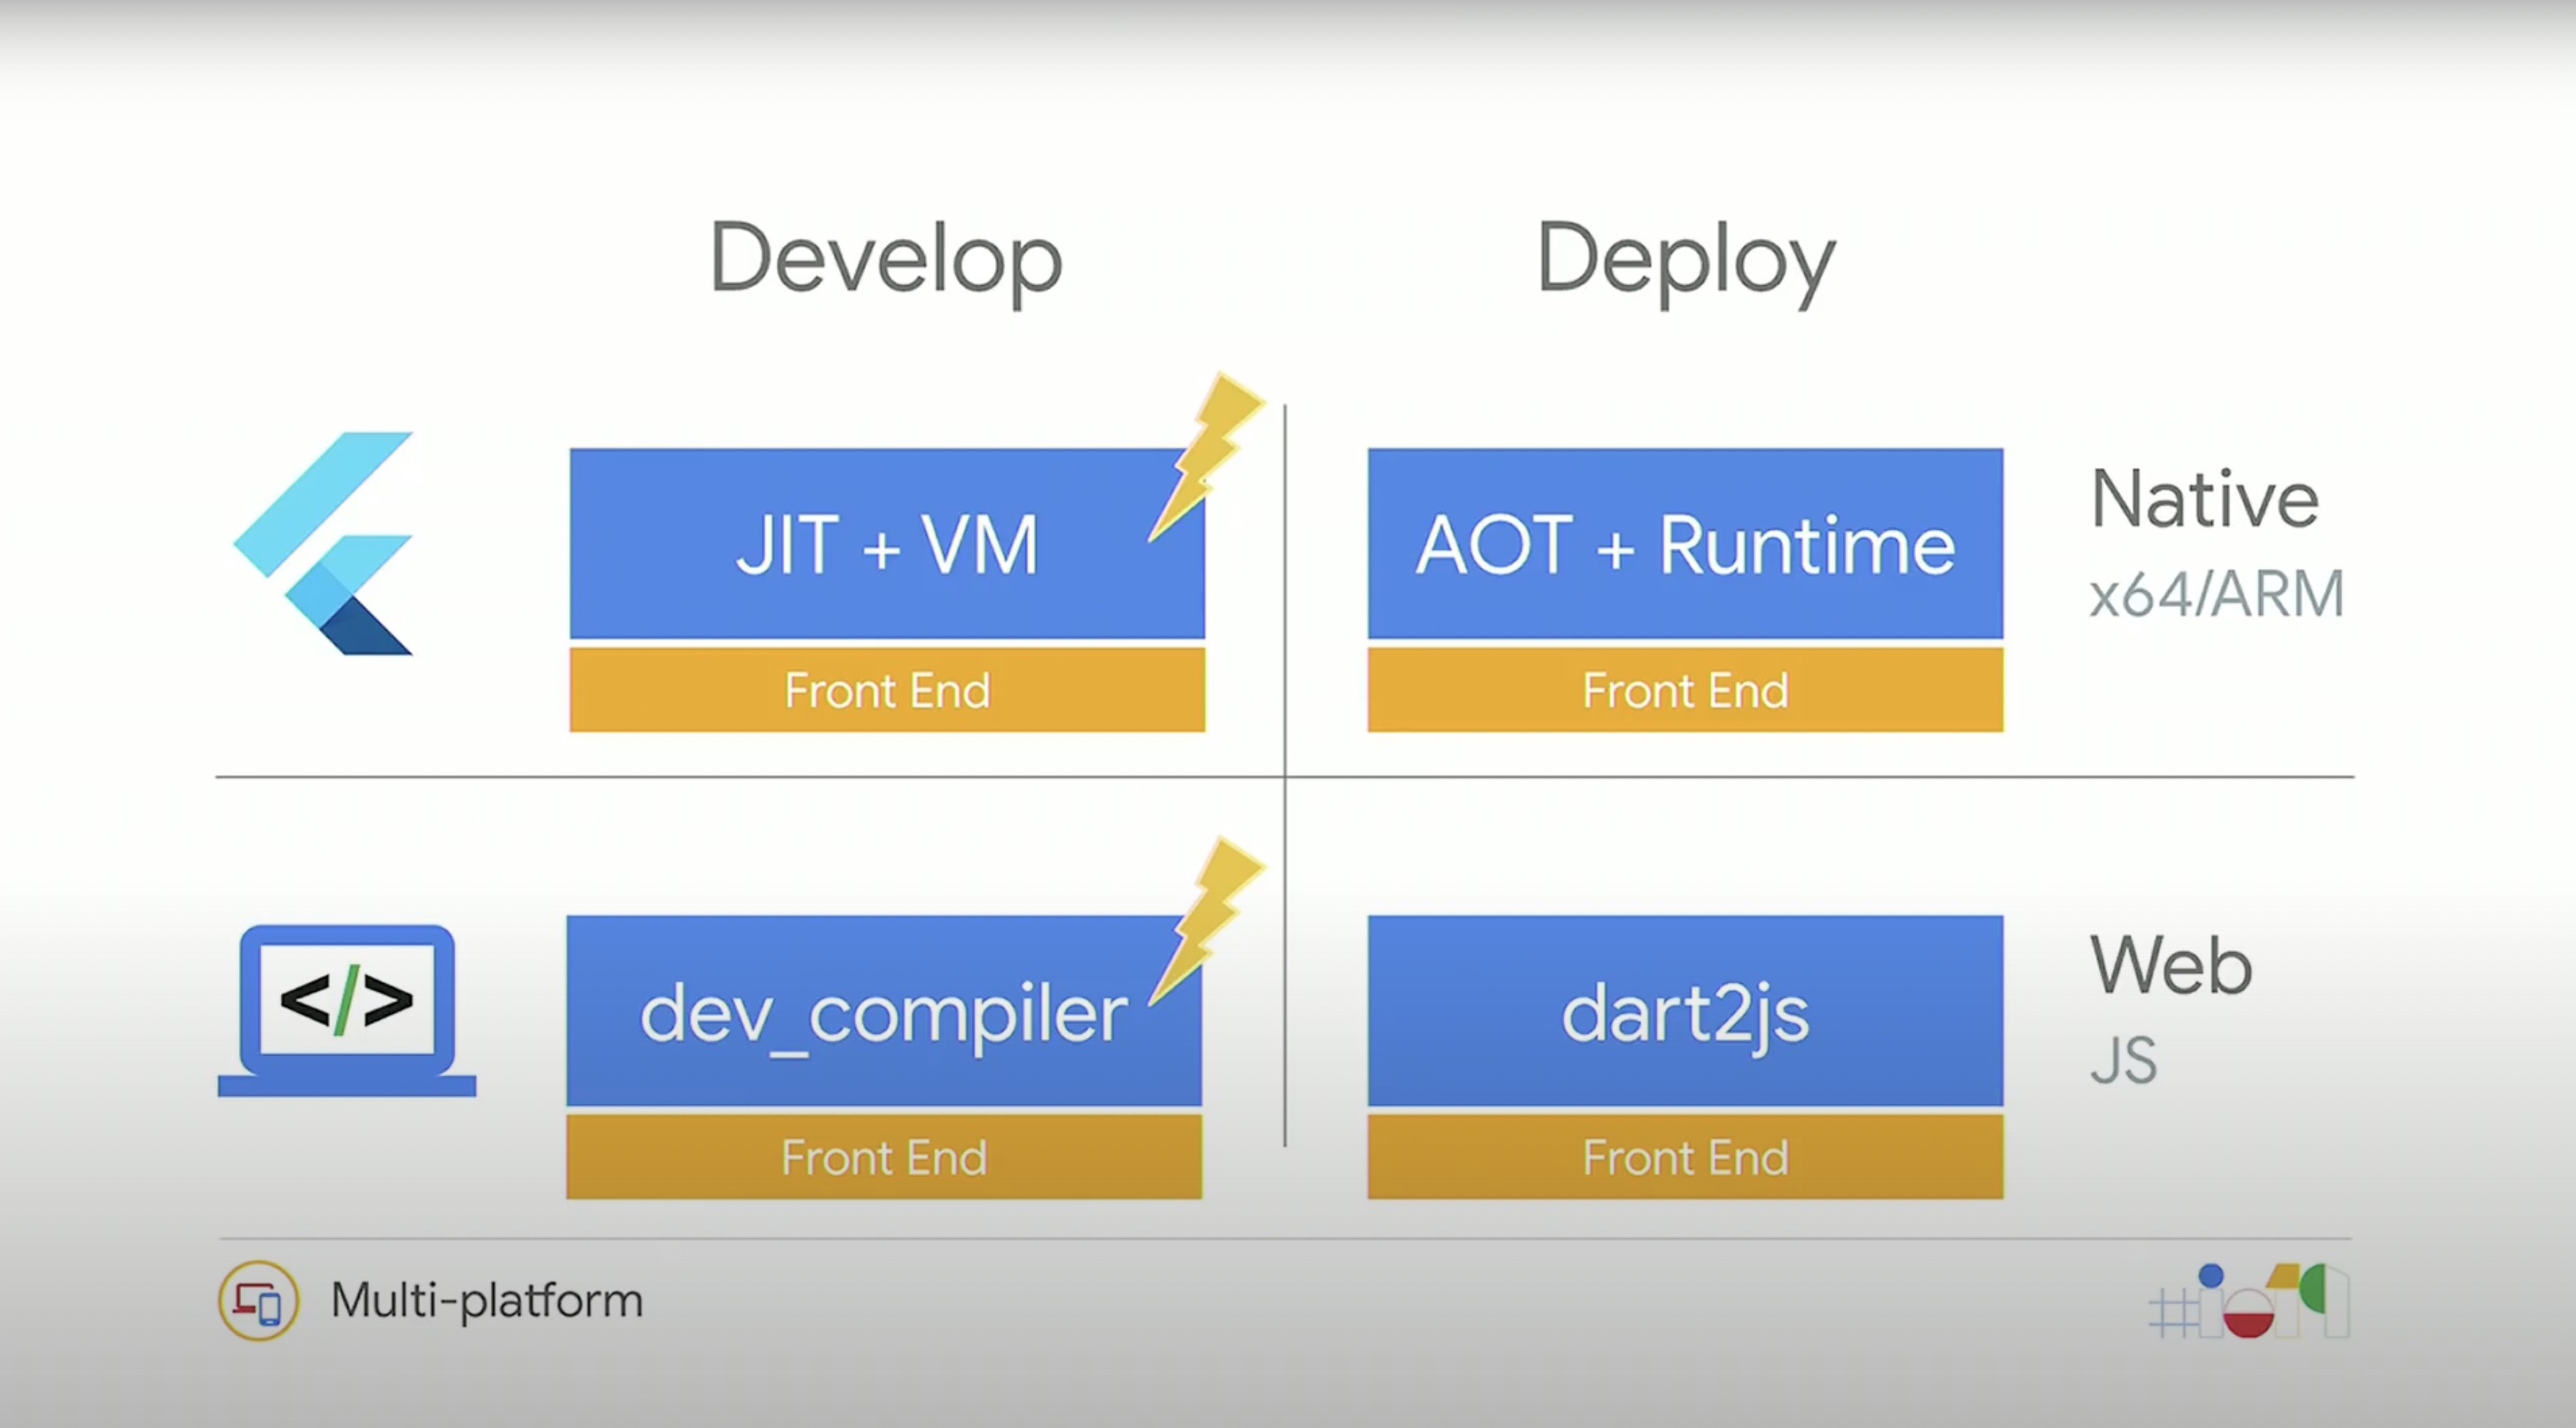 Develop
Deploy
JIT + VM
AOT + Runtime
Native
x64/ARM
Front End
Front End
</>
dev_compiler
dart2js
Web
JS
Front End
Front End
Multi-platform
#io19